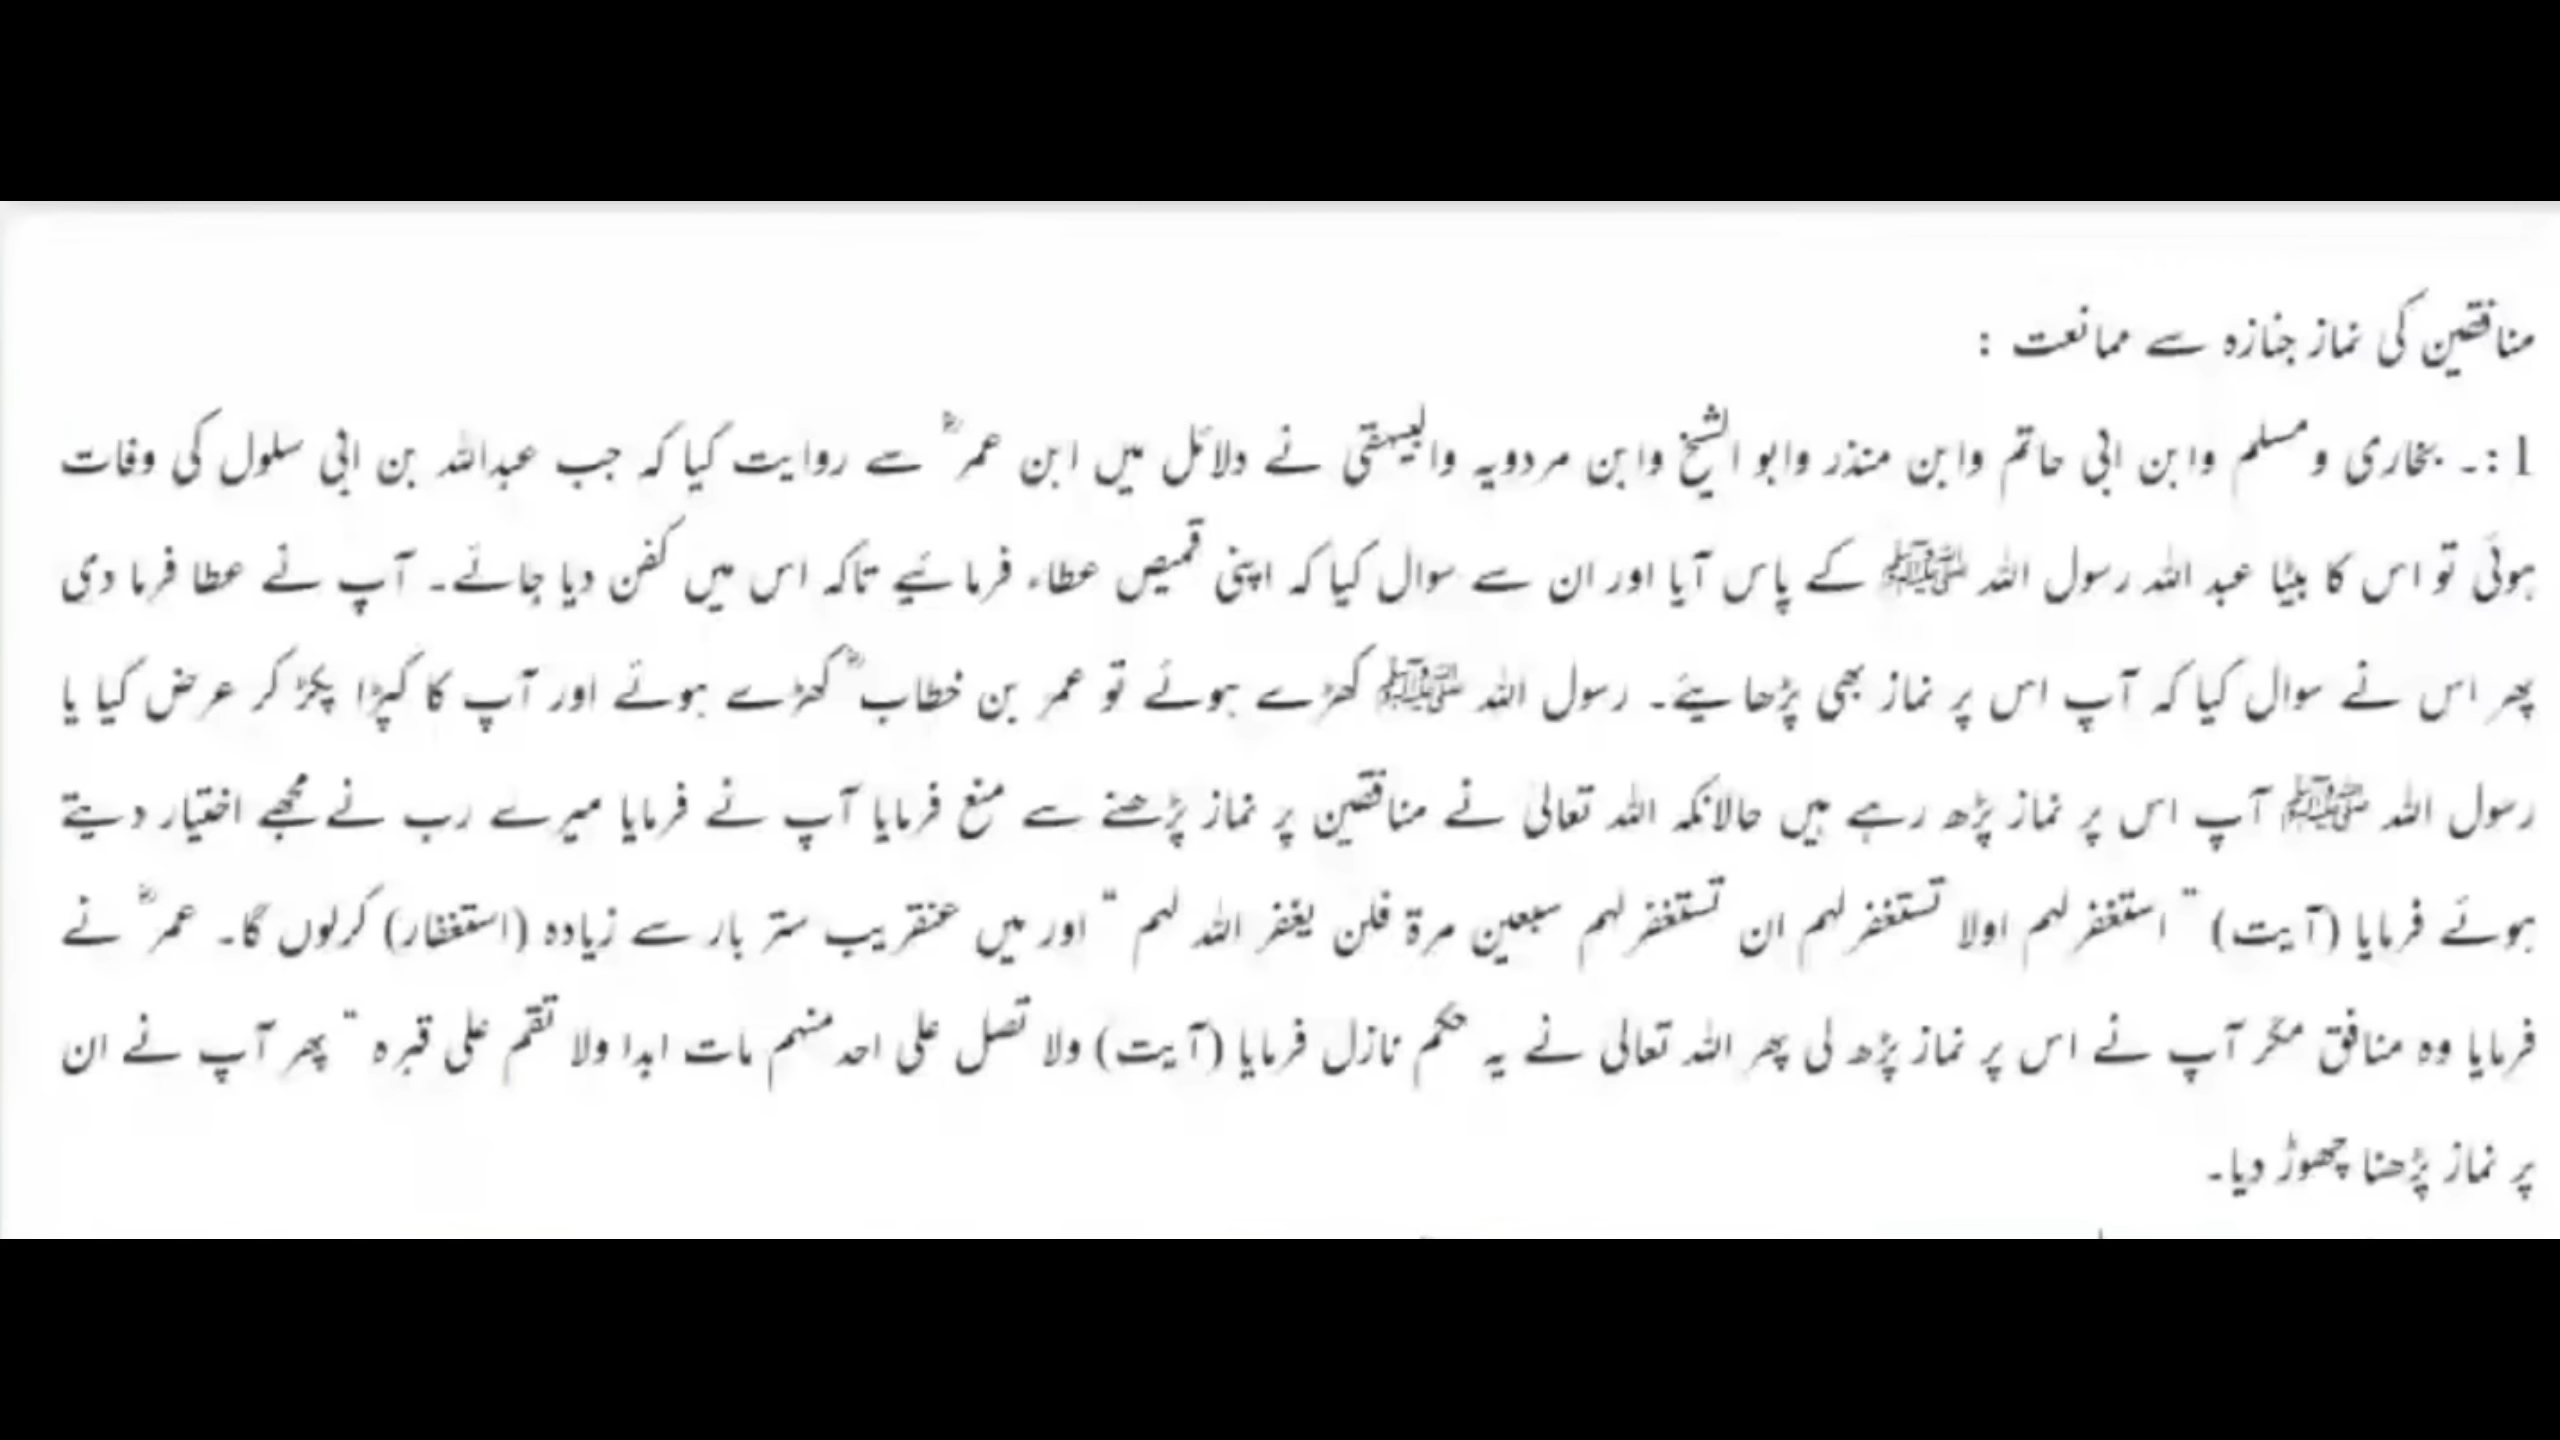 منافقین کی نماز جنازہ سے ممانعت :
1:۔ بخاری ومسلم وابن ابی حاتم وابن منذر وابو الشیخ وابن مردویہ والبیہقی نے دلائل میں ابن عمر ؓ سے روایت کیا کہ جب عبداللہ بن ابی سلول کی وفات
ہوئی تو اس کا بیٹا عبد اللہ رسول اللہ ﷺ کے پاس آیا اور ان سے سوال کیا کہ اپنی قمیص عطاء فرمائیے تاکہ اس میں کفن دیا جائے۔ آپ نے عطا فرما دی
پھر اس نے سوال کیا کہ آپ اس پر نماز بھی پڑھایئے۔ رسول اللہ ﷺ کھڑے ہوئے تو عمر بن خطاب ؓ کھڑے ہوئے اور آپ کا کپڑا پکڑ کر عرض کیا یا
رسول اللہ ﷺ آپ اس پر نماز پڑھ رہے ہیں حالانکہ اللہ تعالیٰ نے منافقین پر نماز پڑھنے سے منع فرمایا آپ نے فرمایا میرے رب نے مجھے اختیار دیتے
ہوئے فرمایا (آیت) ” استغفرلہم اولا تستغفرلہم ان تستغفرلہم سبعین مرۃ فلن یغفر اللہ لہم “ اور میں عنقریب ستر بار سے زیادہ (استغفار) کرلوں گا۔ عمر ؓ نے
فرمایا وہ منافق مگر آپ نے اس پر نماز پڑھ لی پھر اللہ تعالی نے یہ حکم نازل فرمایا (آیت) ولا تصل علی احد منہم مات ابدا ولا تقم علی قبرہ “ پھر آپ نے ان
پر نماز پڑھنا چھوڑ دیا۔